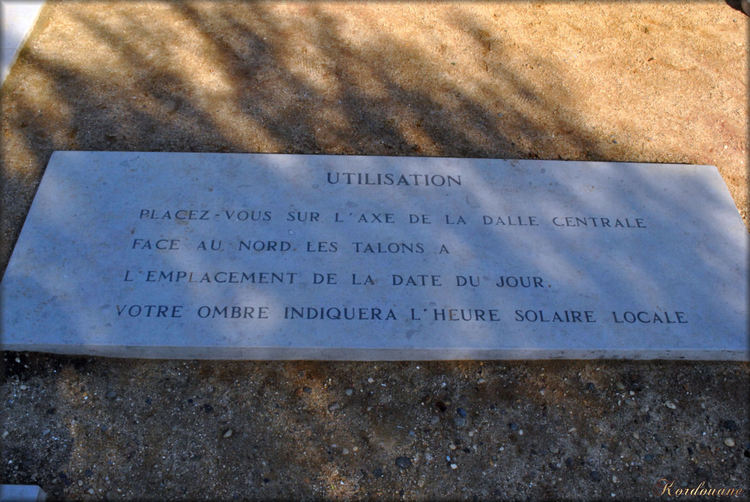 UTILISATION
PLACEZ-VOUS SUR L'AXE DE LA DALLE CENTRALE
FACE AU NORD LES TALONS A
L'EMPLACEMENT DE LA DATE DU JOUR.
VOTRE OMBRE INDIQUERA L'HEURE SOLAIRE LOCALE
Kordouane